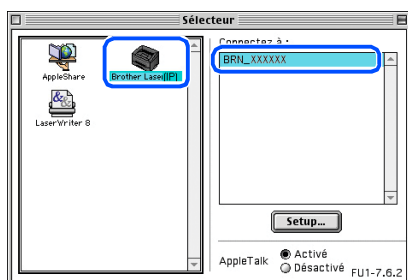 Sélecteur
AppleShare
Brother Laser(IP)
LaserWriter 8
Connectez à :
BRN_XXXXXX
Setup...
AppleTalk
Activé
Désactivé
FU1-7.6.2